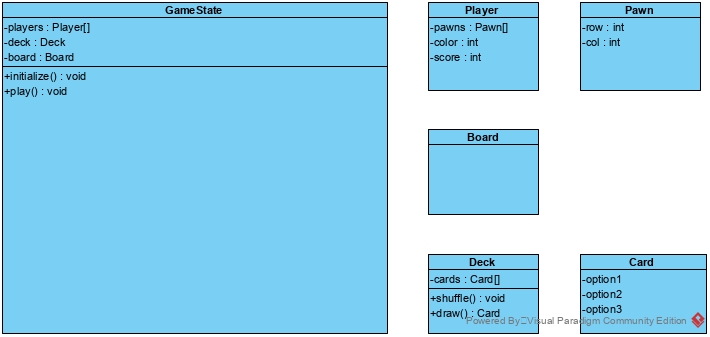 GameState
-players : Player[]
-deck : Deck
-board : Board
+initialize() : void
+play() : void
Player
-pawns : Pawn[]
-color : int
-score : int
Pawn
-row : int
-col : int
Board
Deck
-cards : Card[]
+shuffle() : void
+draw() : Card
Card
-option1
-option2
-option3
Powered By Visual Paradigm Community Edition